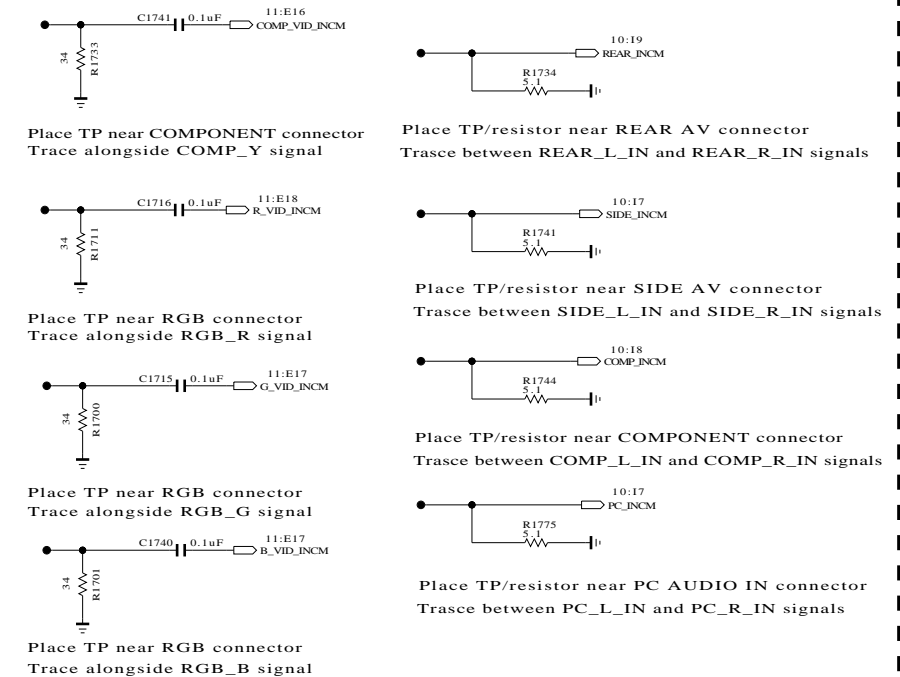 C1741 0.1uF 11:E16
COMP_VID_INCM
34
R1733
Place TP near COMPONENT connector
Trace alongside COMP_Y signal
C1716 0.1uF 11:E18
R_VID_INCM
34
R1711
Place TP near RGB connector
Trace alongside RGB_R signal
C1715 0.1uF 11:E17
G_VID_INCM
34
R1700
Place TP near RGB connector
Trace alongside RGB_G signal
C1740 0.1uF 11:E17
B_VID_INCM
34
R1701
Place TP near RGB connector
Trace alongside RGB_B signal
10:I9
REAR_INCM
R1734
5.1
Place TP/resistor near REAR AV connector
Trasce between REAR_L_IN and REAR_R_IN signals
10:I7
SIDE_INCM
R1741
5.1
Place TP/resistor near SIDE AV connector
Trasce between SIDE_L_IN and SIDE_R_IN signals
10:I8
COMP_INCM
R1744
5.1
Place TP/resistor near COMPONENT connector
Trasce between COMP_L_IN and COMP_R_IN signals
10:I7
PC_INCM
R1775
5.1
Place TP/resistor near PC AUDIO IN connector
Trasce between PC_L_IN and PC_R_IN signals